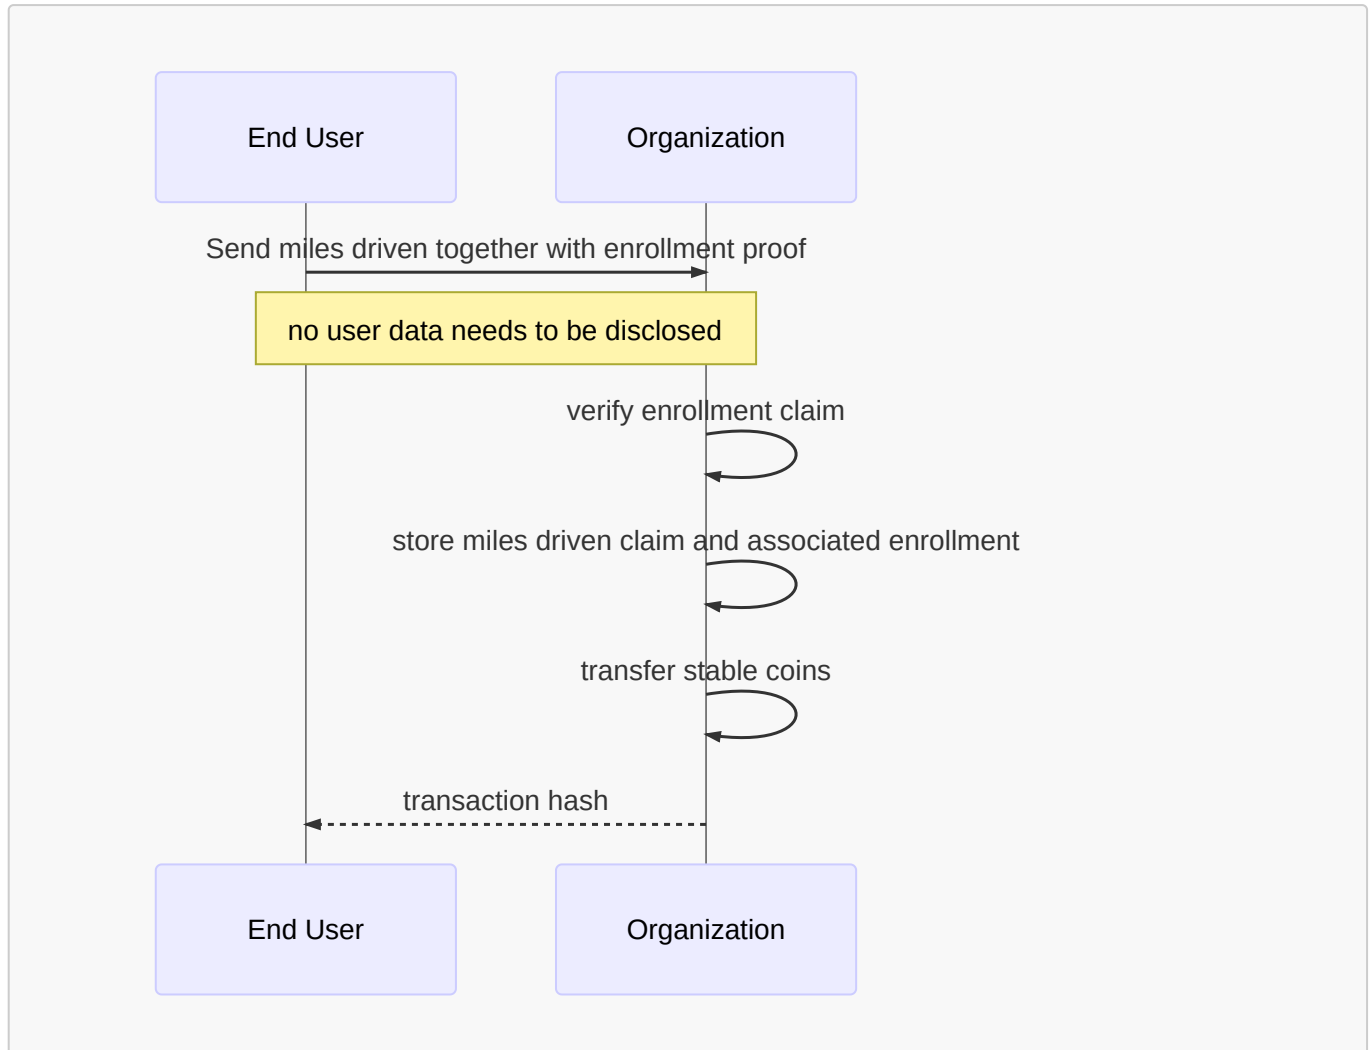 End User
Organization
Send miles driven together with enrollment proof
no user data needs to be disclosed
verify enrollment claim
store miles driven claim and associated enrollment
transfer stable coins
transaction hash
End User
Organization